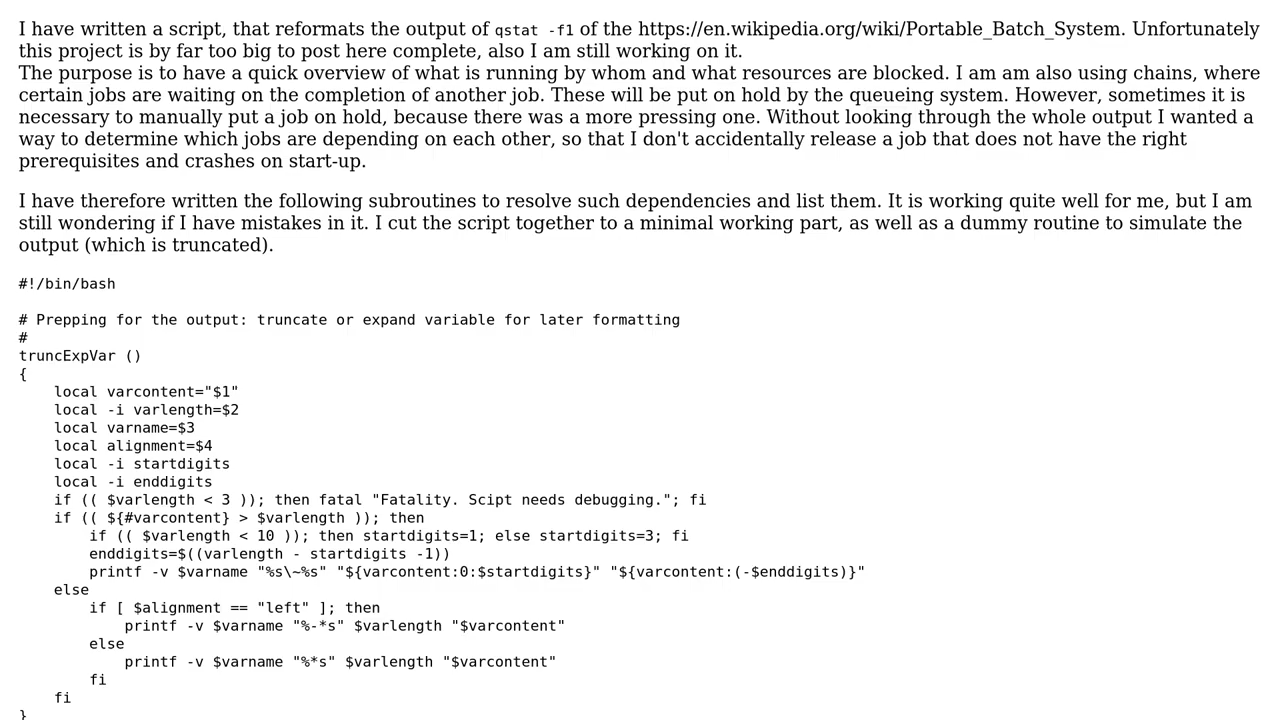 I have written a script, that reformats the output of qstat -f1 of the https://en.wikipedia.org/wiki/Portable_Batch_System. Unfortunately
this project is by far too big to post here complete, also I am still working on it.
The purpose is to have a quick overview of what is running by whom and what resources are blocked. I am am also using chains, where
certain jobs are waiting on the completion of another job. These will be put on hold by the queueing system. However, sometimes it is
necessary to manually put a job on hold, because there was a more pressing one. Without looking through the whole output I wanted a
way to determine which jobs are depending on each other, so that I don't accidentally release a job that does not have the right
prerequisites and crashes on start-up.
I have therefore written the following subroutines to resolve such dependencies and list them. It is working quite well for me, but I am
still wondering if I have mistakes in it. I cut the script together to a minimal working part, as well as a dummy routine to simulate the
output (which is truncated).
#!/bin/bash
# Prepping for the output: truncate or expand variable for later formatting
#
truncExpVar ()
{
    local varcontent="$1"
    local -i varlength=$2
    local varname=$3
    local alignment=$4
    local -i startdigits
    local -i enddigits
    if (( $varlength < 3 )); then fatal "Fatality. Scipt needs debugging."; fi
    if (( ${#varcontent} > $varlength )); then
        if (( $varlength < 10 )); then startdigits=1; else startdigits=3; fi
        enddigits=$((varlength - startdigits -1))
        printf -v $varname "%s\~%s" "${varcontent:0:$startdigits}" "${varcontent:(-$enddigits)}"
    else
        if [ $alignment == "left" ]; then
            printf -v $varname "%-*s" $varlength "$varcontent"
        else
            printf -v $varname "%*s" $varlength "$varcontent"
        fi
    fi
}